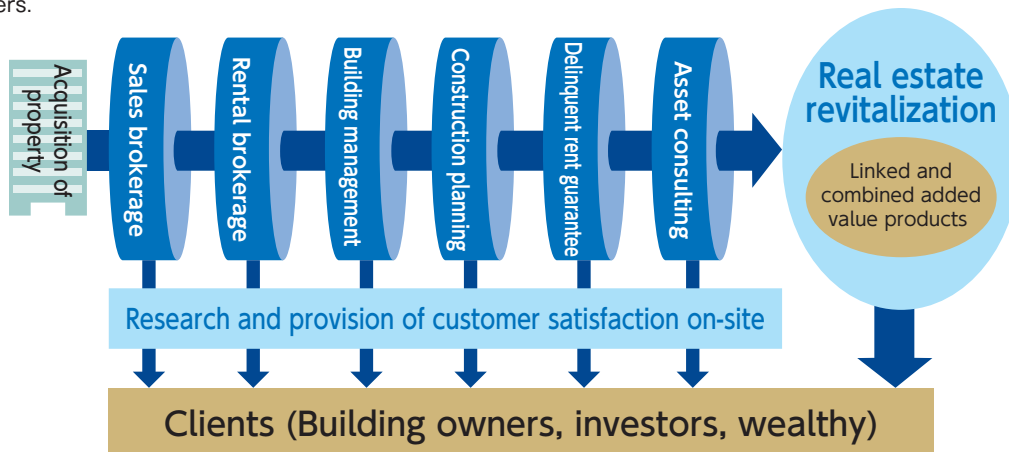 ers.
Acquisition of
property
Sales brokerage
Rental brokerage
Building management
Construction planning
Delinquent rent guarantee
Asset consulting
Real estate
revitalization
Linked and
combined added
value products
Research and provision of customer satisfaction on-site
Clients (Building owners, investors, wealthy)